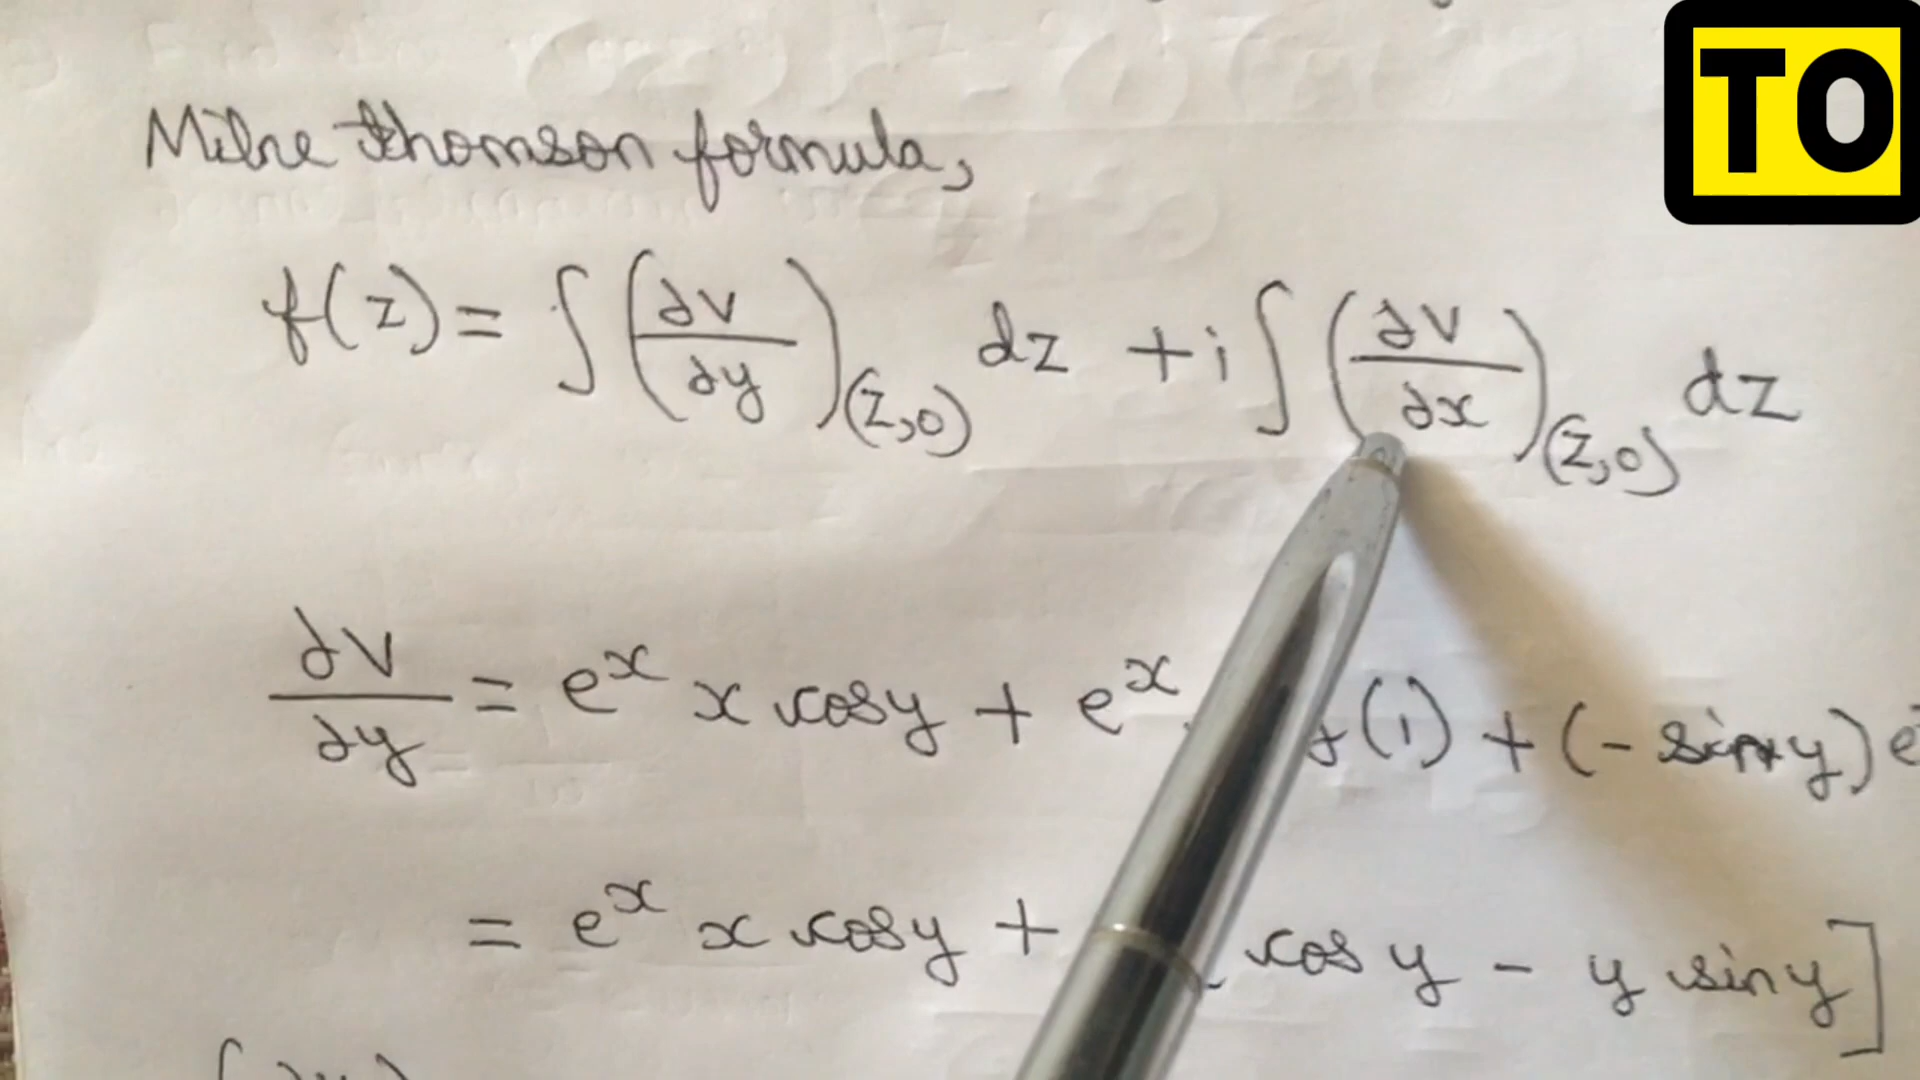 TO
Milne thomson formula,
f(z) = ∫ (∂v/∂y)(z,0) dz + i ∫ (∂v/∂x)(z,0) dz
∂v/∂y = e^x x cosy + e^x (1) + (- siny) e
= e^x x cosy + cos y - y siny]